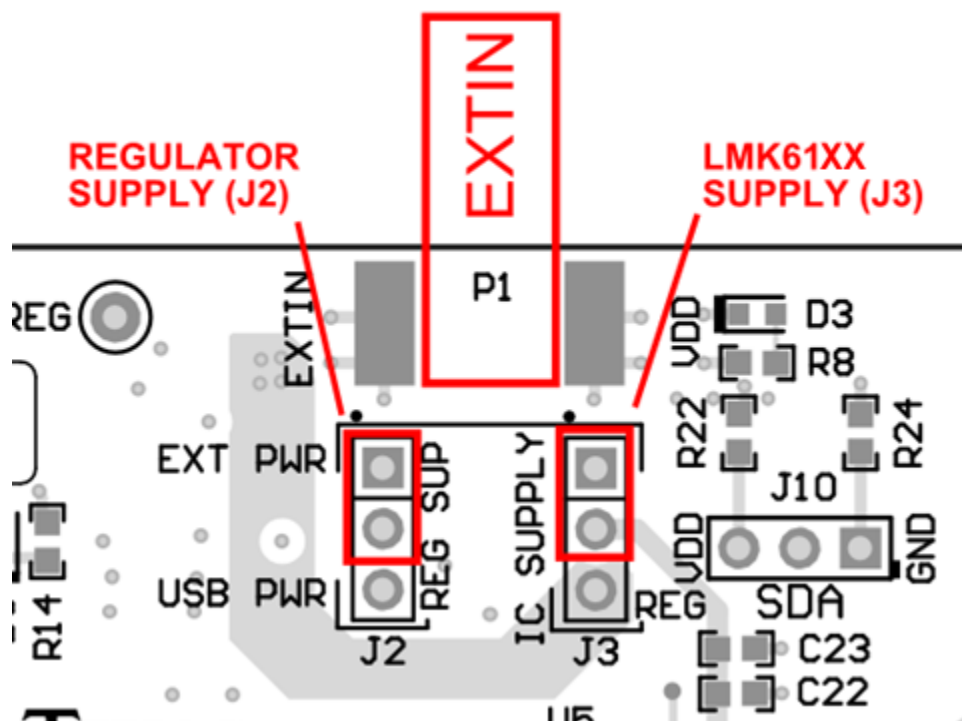 EXTIN
REGULATOR
SUPPLY (J2)
LMK61XX
SUPPLY (J3)
P1
EXTIN
REG
VDD
D3
R8
R22
R24
EXT PWR
REG SUP
IC SUPPLY
J10
VDD
GND
USB PWR
REG
SDA
R14
J2
J3
C23
C22
U5